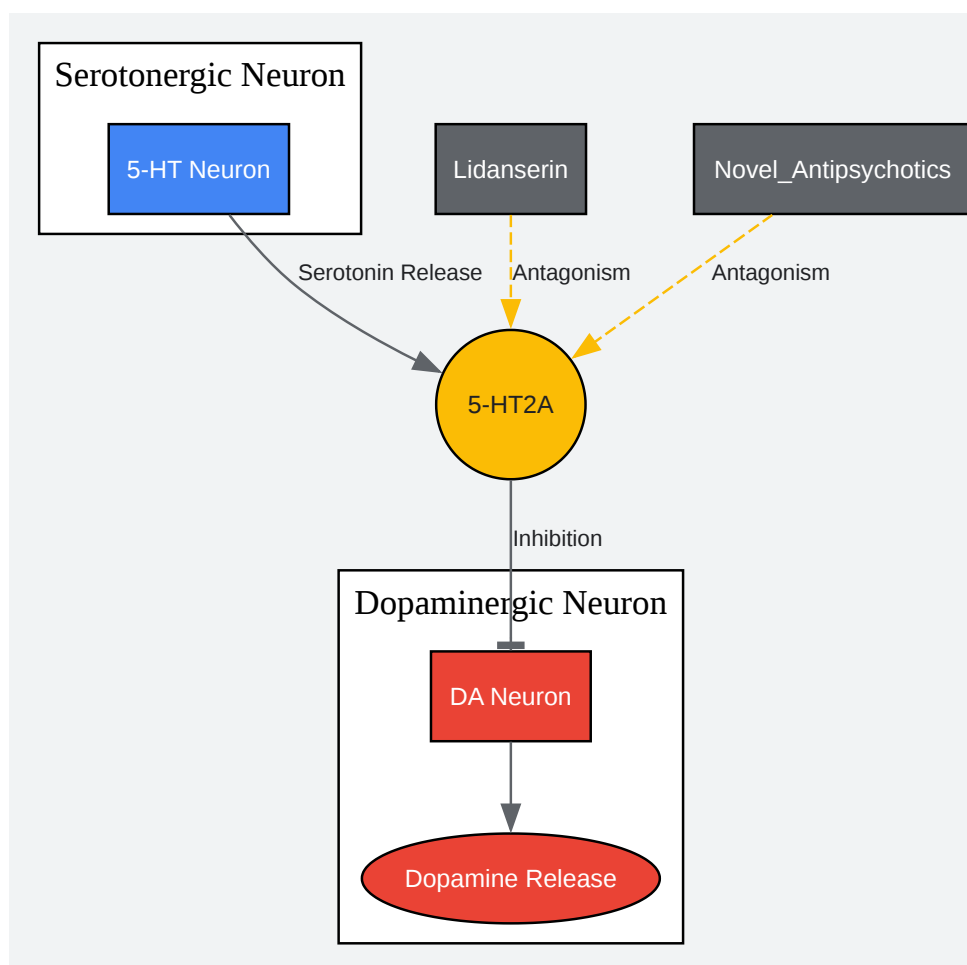 Serotonergic Neuron
5-HT Neuron
Lidanserin
Novel_Antipsychotics
Serotonin Release
Antagonism
Antagonism
5-HT2A
Inhibition
Dopaminergic Neuron
DA Neuron
Dopamine Release